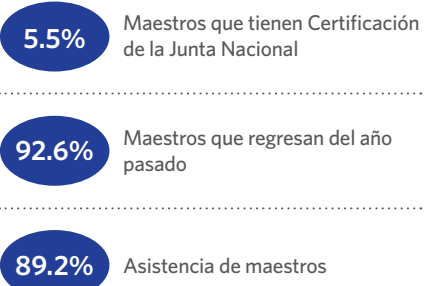 5.5%
Maestros que tienen Certificación
de la Junta Nacional
92.6%
Maestros que regresan del año
pasado
89.2%
Asistencia de maestros